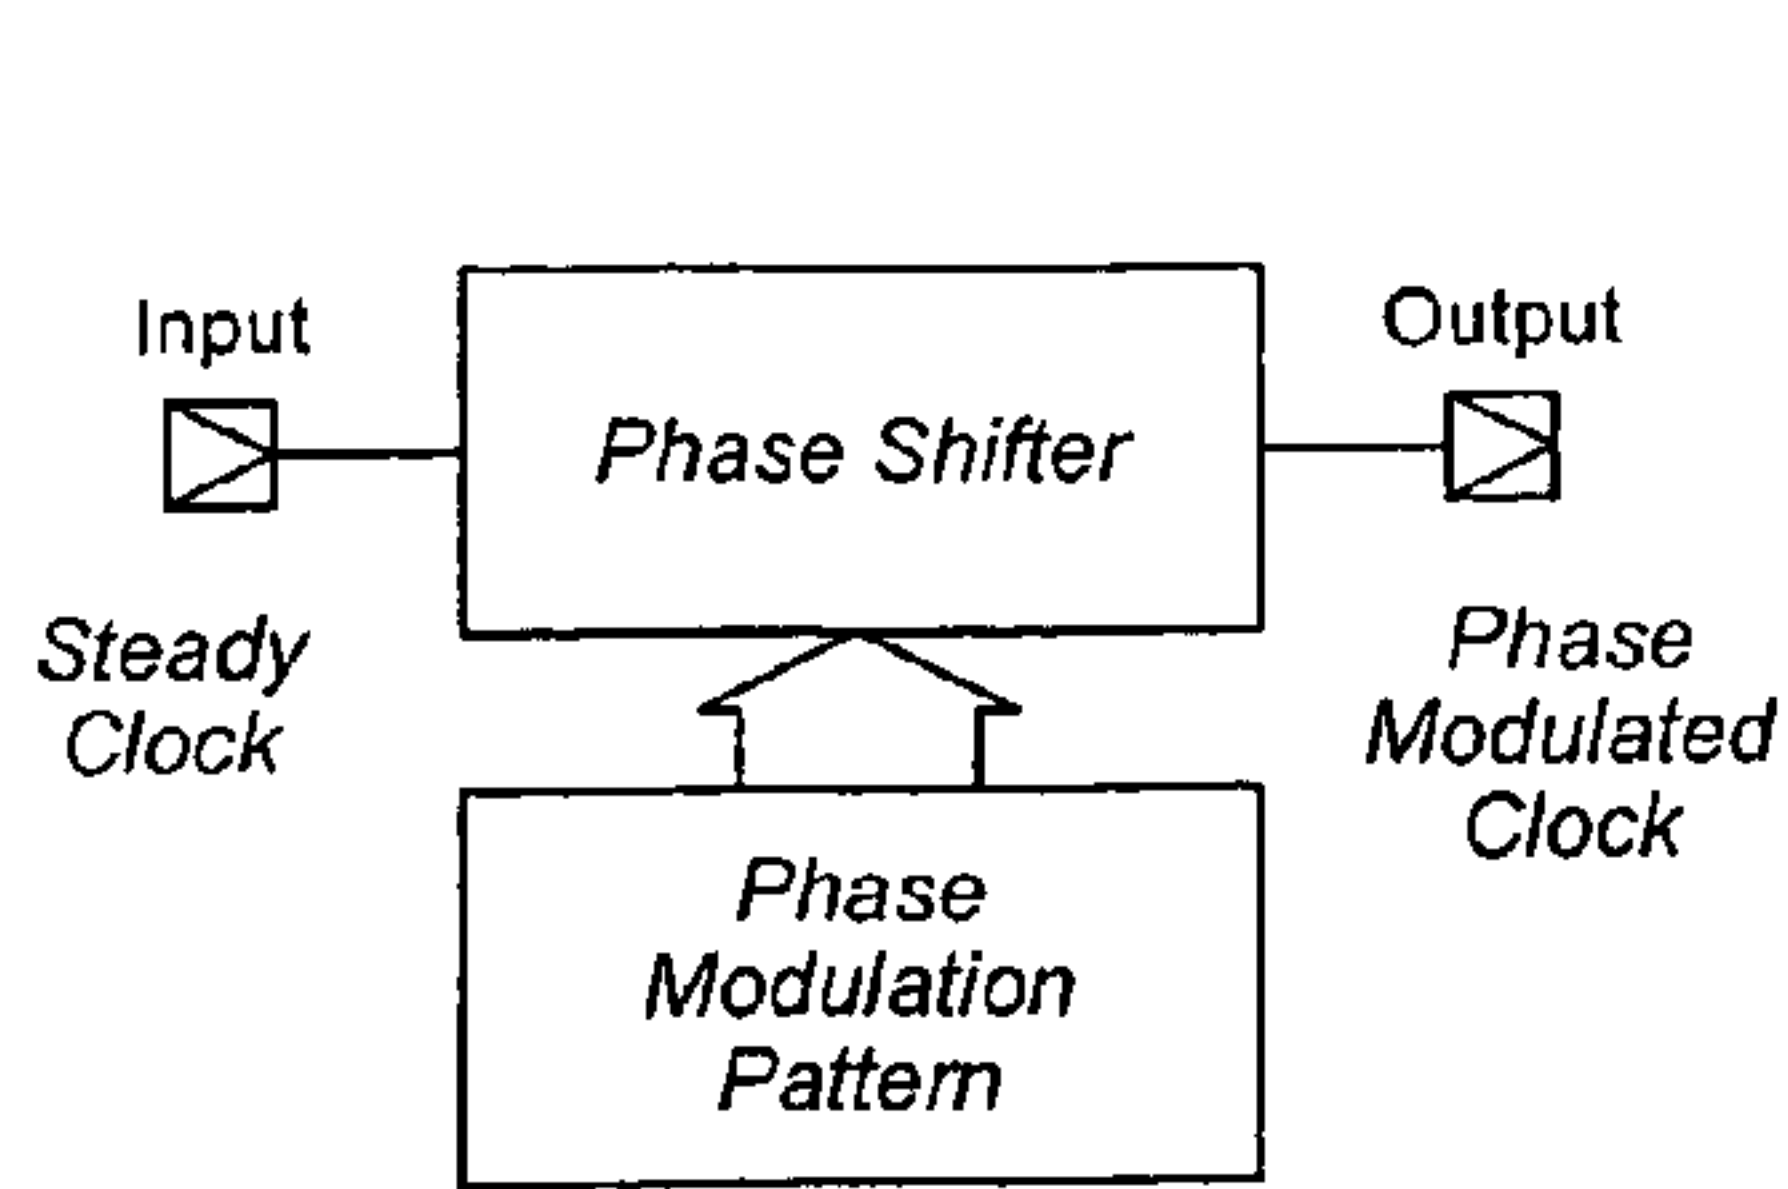 Input
Output
Phase Shifter
Steady
Clock
Phase
Modulated
Clock
Phase
Modulation
Pattern